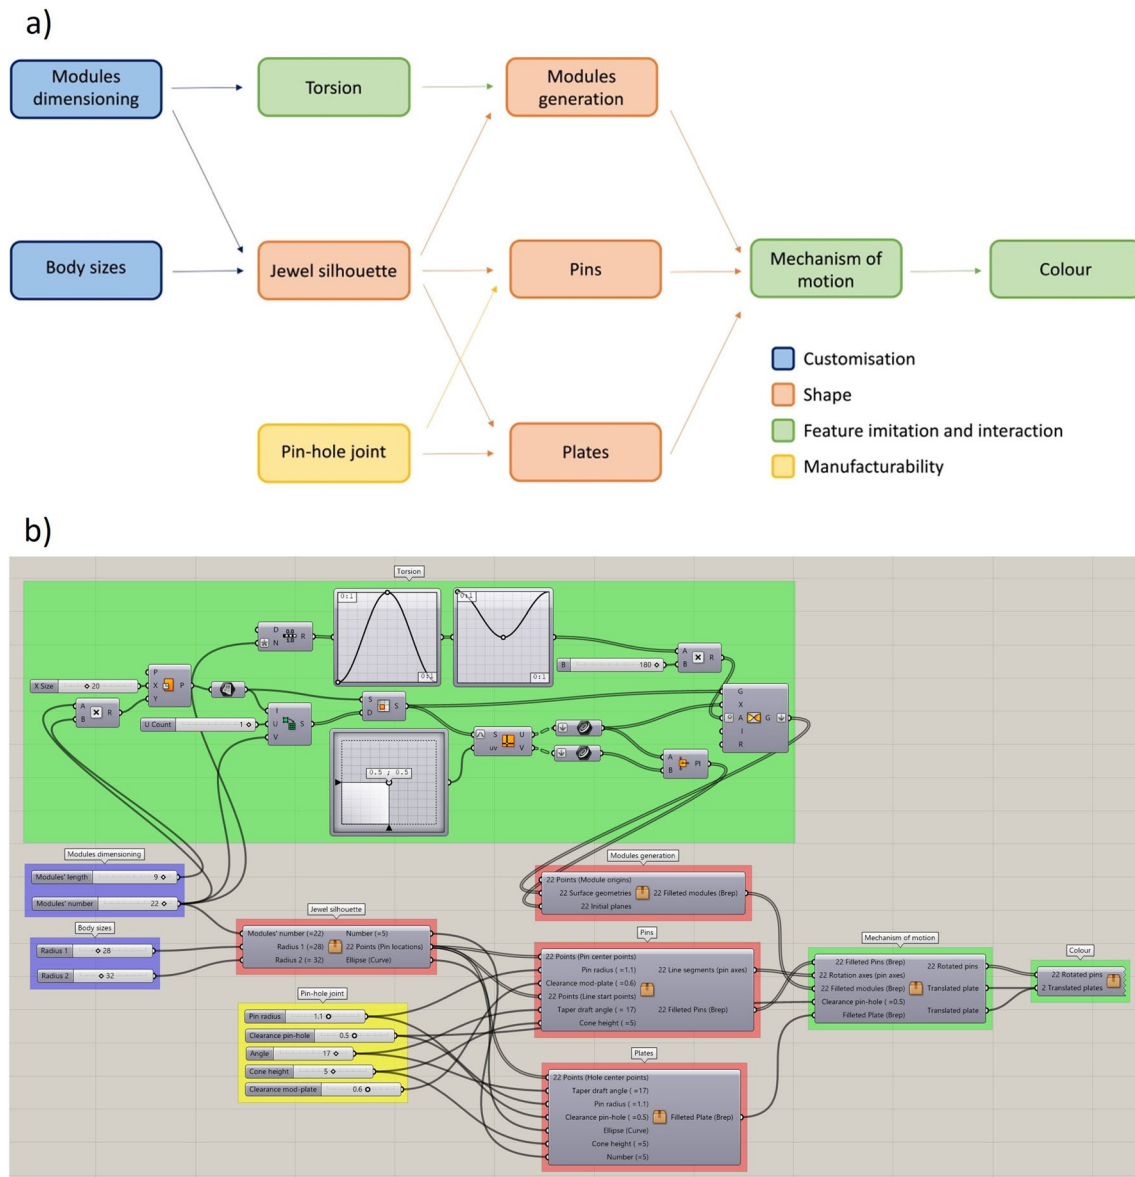 a)
Modules
dimensioning
Torsion
Modules
generation
Body sizes
Jewel silhouette
Pins
Mechanism of
motion
Colour
Pin-hole joint
Plates
Customisation
Shape
Feature imitation and interaction
Manufacturability
b)
Torsion
0:1
0:1
0:1
0:1
D
N
R
B
180
A
B
R
X Size
20
P
X
Y
P
A
B
R
U Count
1
I
U
V
S
S
D
S
0.5 ; 0.5
S
uv
U
V
A
B
Pl
G
X
A
I
R
G
Modules dimensioning
Modules' length
9
Modules' number
22
Body sizes
Radius 1
28
Radius 2
32
Jewel silhouette
Modules' number (=22)
Number (=5)
Radius 1 (=28)
22 Points (Pin locations)
Radius 2 (= 32)
Ellipse (Curve)
Pin-hole joint
Pin radius
1.1
Clearance pin-hole
0.5
Angle
17
Cone height
5
Clearance mod-plate
0.6
Modules generation
22 Points (Module origins)
22 Surface geometries
22 Filleted modules (Brep)
22 Initial planes
Pins
22 Points (Pin center points)
Pin radius (=1.1)
22 Line segments (pin axes)
Clearance mod-plate (=0.6)
22 Points (Line start points)
Taper draft angle ( = 17)
22 Filleted Pins (Brep)
Cone height (=5)
Plates
22 Points (Hole center points)
Taper draft angle ( =17)
Pin radius (=1.1)
Clearance pin-hole ( =0.5)
Filleted Plate (Brep)
Ellipse (Curve)
Cone height ( =5)
Number (=5)
Mechanism of motion
22 Filleted Pins (Brep)
22 Rotated pins
22 Rotation axes (pin axes)
22 Filleted modules (Brep)
Translated plate
Clearance pin-hole (=0.5)
Filleted Plate (Brep)
Translated plate
Colour
22 Rotated pins
2 Translated plates